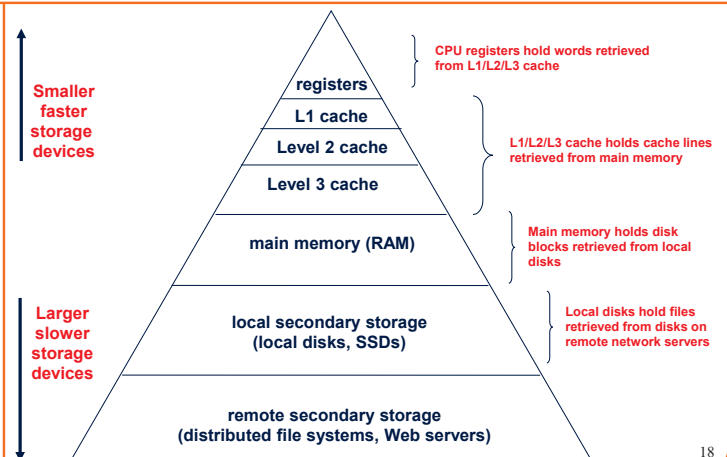 CPU registers hold words retrieved
from L1/L2/L3 cache
Smaller
faster
storage
devices
registers
L1 cache
Level 2 cache
Level 3 cache
L1/L2/L3 cache holds cache lines
retrieved from main memory
main memory (RAM)
Main memory holds disk
blocks retrieved from local
disks
Larger
slower
storage
devices
local secondary storage
(local disks, SSDs)
Local disks hold files
retrieved from disks on
remote network servers
remote secondary storage
(distributed file systems, Web servers)
18